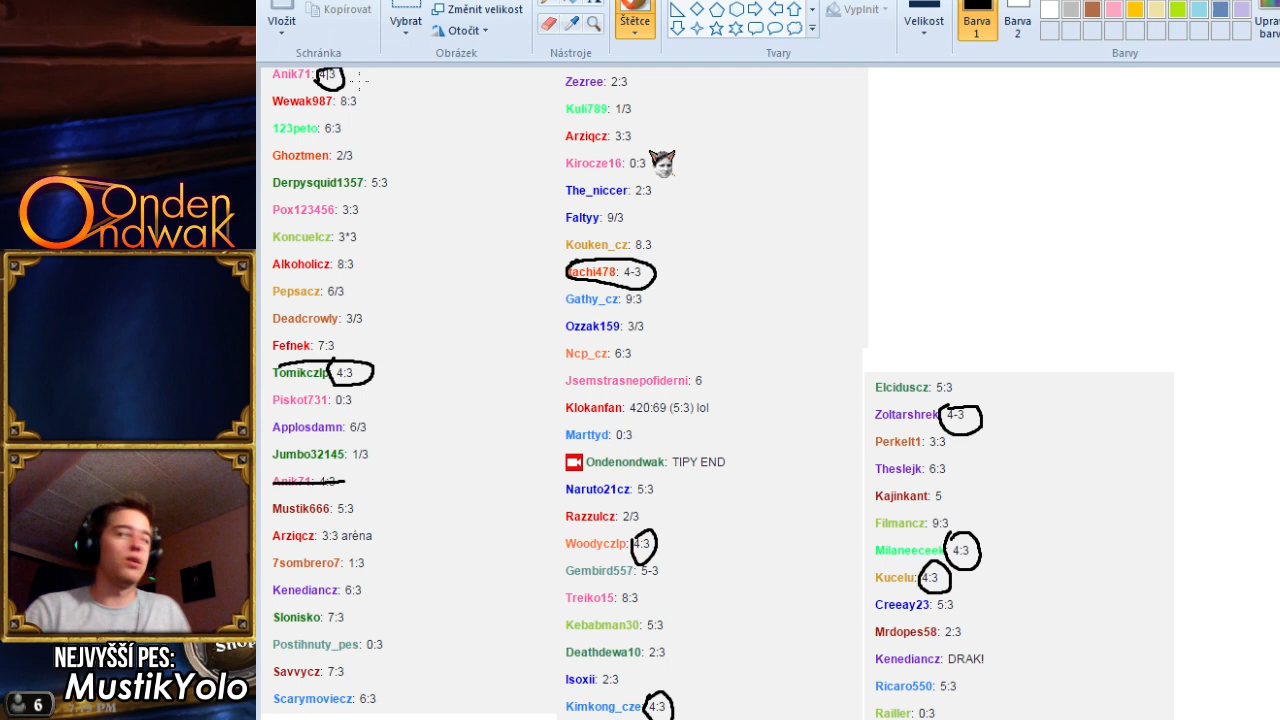 Vložit
Kopírovat
Schránka
Vybrat
Změnit velikost
Otočit
Obrázek
Nástroje
Štětce
Tvary
Vyplnit
Velikost
Barva
1
Barva
2
Barvy
Onden
Ondwak
NEJVYŠŠÍ PES:
MustikYolo
6
Anik71: 4|3
Wewak987: 8:3
123peto: 6:3
Ghoztmen: 2/3
Derpysquid1357: 5:3
Pox123456: 3:3
Koncuelcz: 3*3
Alkoholicz: 8:3
Pepsacz: 6/3
Deadcrowly: 3/3
Fefnek: 7:3
Tomikczlp 4:3
Piskot731: 0:3
Applosdamn: 6/3
Jumbo32145: 1/3
Anik71: 4:3
Mustik666: 5:3
Arziqcz: 3:3 aréna
7sombrero7: 1:3
Kenediancz: 6:3
Slonisko: 7:3
Postihnuty_pes: 0:3
Savvycz: 7:3
Scarymoviecz: 6:3
Zezree: 2:3
Kuli789: 1/3
Arziqcz: 3:3
Kirocze16: 0:3
The_niccer: 2:3
Faltyy: 9/3
Kouken_cz: 8.3
tachi478: 4-3
Gathy_cz: 9:3
Ozzak159: 3/3
Ncp_cz: 6:3
Jsemstrasnepofiderni: 6
Klokanfan: 420:69 (5:3) lol
Marttyd: 0:3
Ondenondwak: TIPY END
Naruto21cz: 5:3
Razzulcz: 2/3
Woodyczlp: 4:3
Gembird557: 5-3
Treiko15: 8:3
Kebabman30: 5:3
Deathdewa10: 2:3
Isoxii: 2:3
Kimkong_cze 4:3
Elciduscz: 5:3
Zoltarshrek 4-3
Perkelt1: 3:3
Theslejk: 6:3
Kajinkant: 5
Filmancz: 9:3
Milaneeceek 4:3
Kucelu: 4:3
Creeay23: 5:3
Mrdopes58: 2:3
Kenediancz: DRAK!
Ricaro550: 5:3
Railler: 0:3